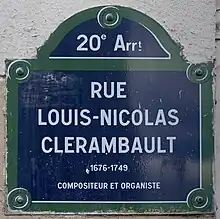 20e Arrt
RUE
LOUIS-NICOLAS
CLERAMBAULT
1676-1749
COMPOSITEUR ET ORGANISTE